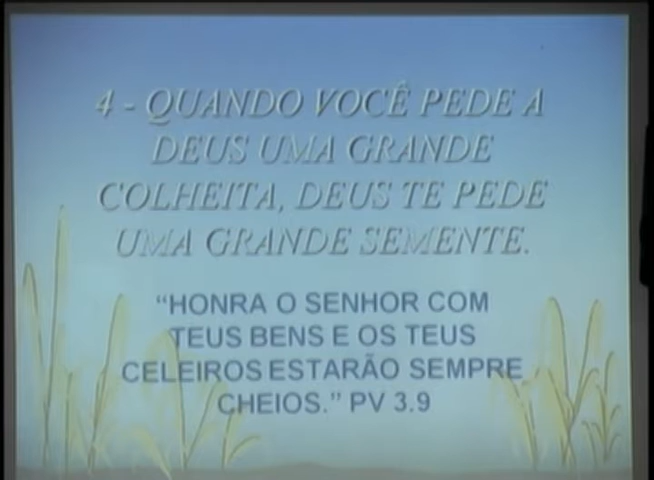 4 - QUANDO VOCÊ PEDE A
DEUS UMA GRANDE
COLHEITA, DEUS TE PEDE
UMA GRANDE SEMENTE.
“HONRA O SENHOR COM
TEUS BENS E OS TEUS
CELEIROS ESTARÃO SEMPRE
CHEIOS.” PV 3.9